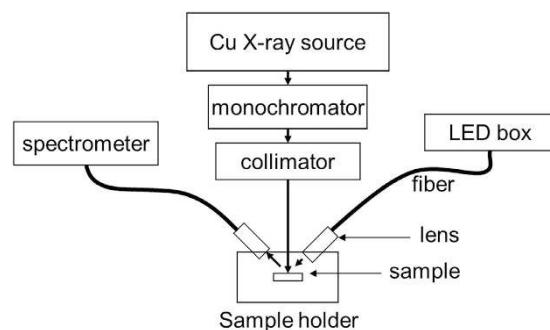 Cu X-ray source
monochromator
spectrometer
LED box
collimator
fiber
lens
sample
Sample holder